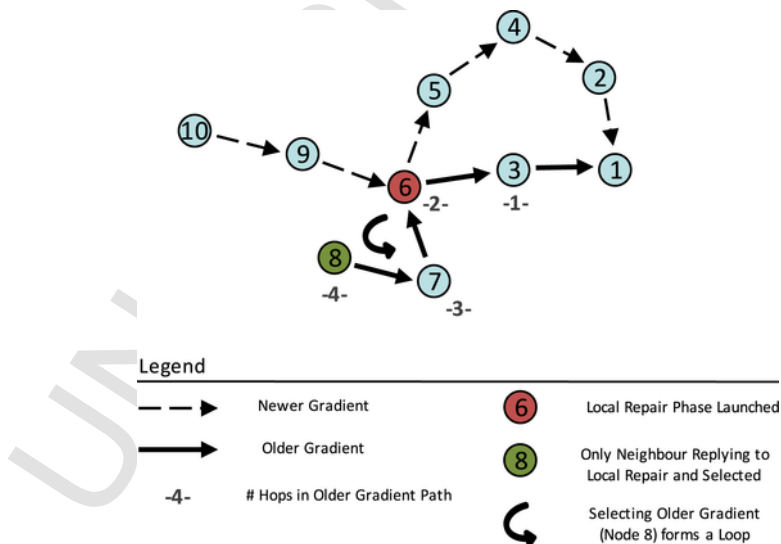 4
2
5
10
9
6
3
1
-2-
-1-
8
7
-4-
-3-
Legend
Newer Gradient
6
Local Repair Phase Launched
Older Gradient
8
Only Neighbour Replying to
Local Repair and Selected
-4-
# Hops in Older Gradient Path
Selecting Older Gradient
(Node 8) forms a Loop